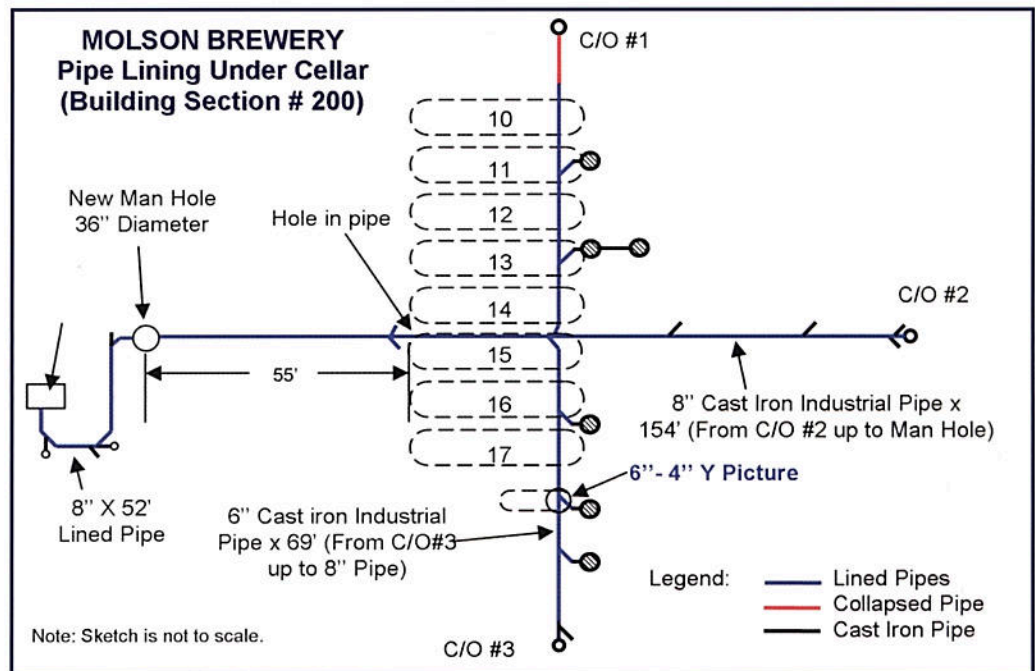 MOLSON BREWERY
Pipe Lining Under Cellar
(Building Section # 200)
C/O #1
10
11
12
13
14
15
16
17
New Man Hole
36'' Diameter
Hole in pipe
C/O #2
55'
8'' Cast Iron Industrial Pipe x
154' (From C/O #2 up to Man Hole)
8'' X 52'
Lined Pipe
6''- 4'' Y Picture
6'' Cast iron Industrial
Pipe x 69' (From C/O#3
up to 8'' Pipe)
Legend:
Lined Pipes
Collapsed Pipe
Cast Iron Pipe
Note: Sketch is not to scale.
C/O #3